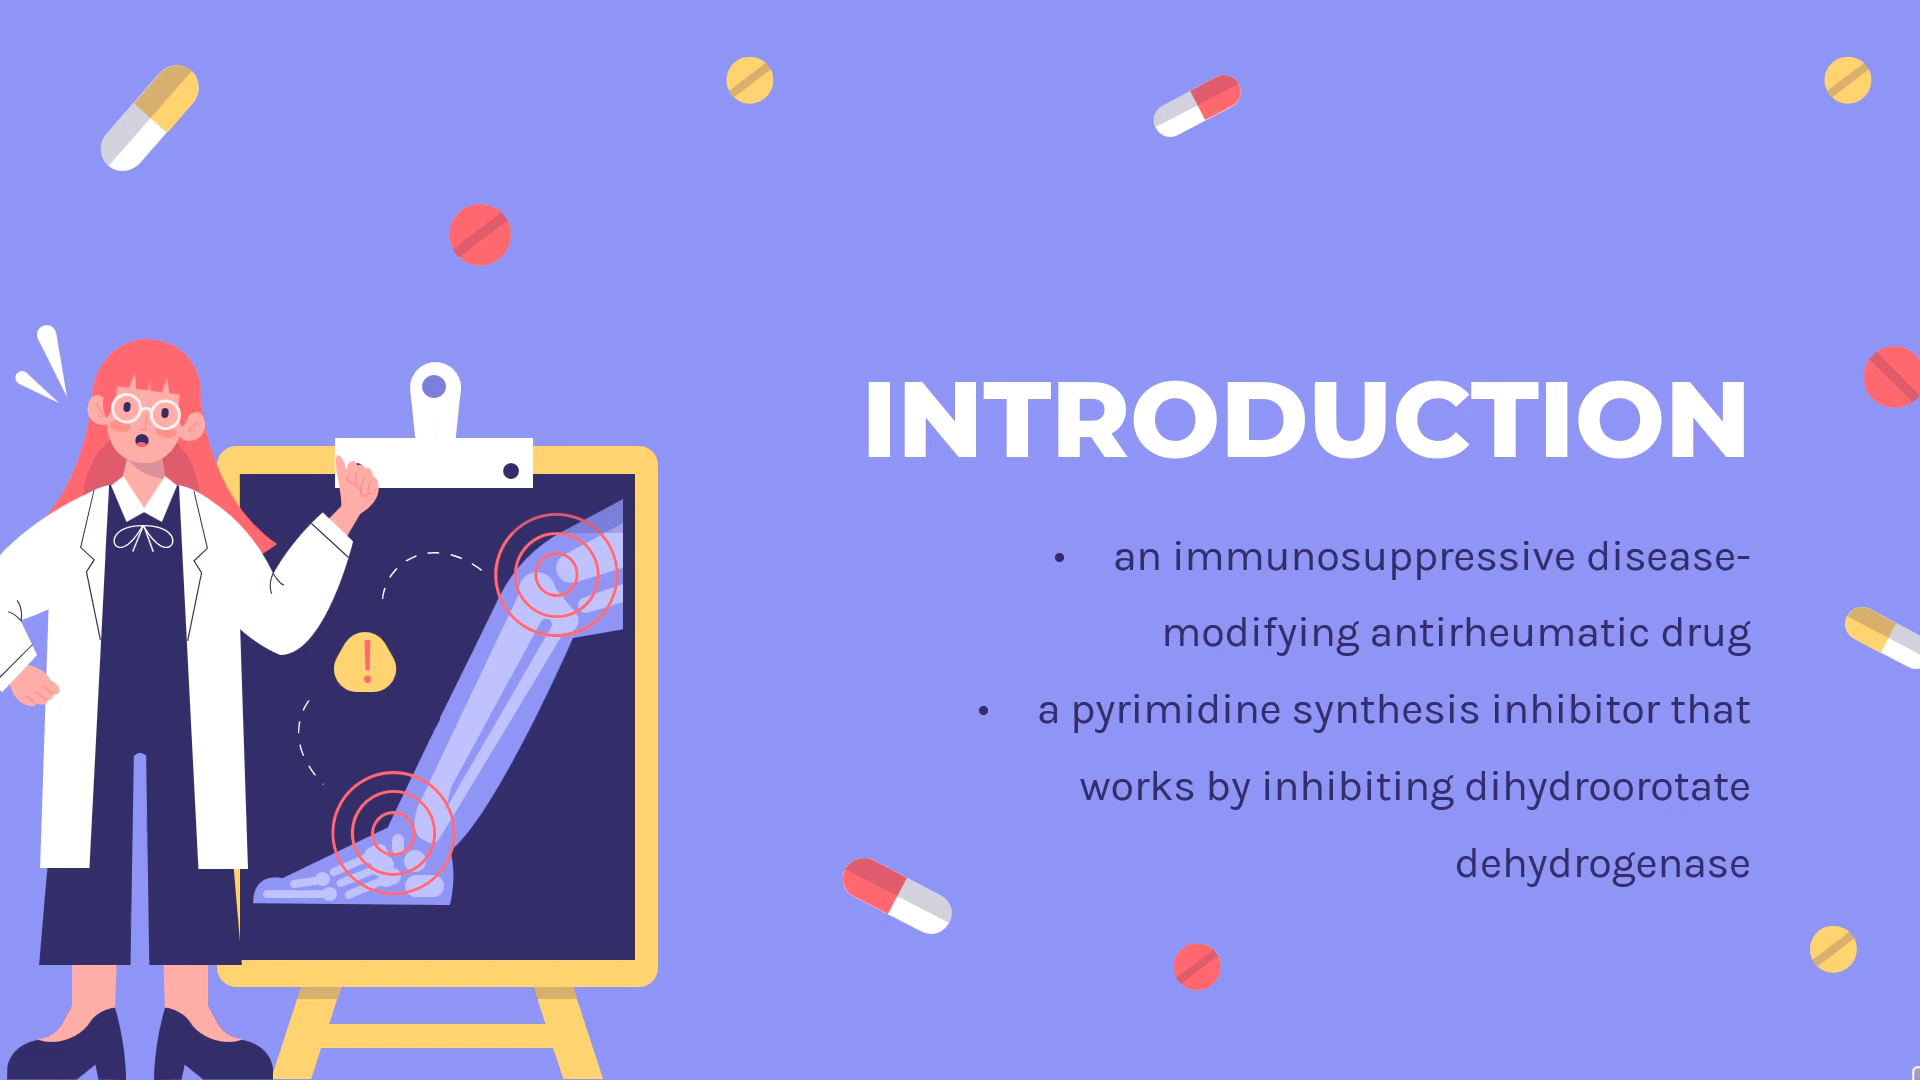 INTRODUCTION
• an immunosuppressive disease-
modifying antirheumatic drug
• a pyrimidine synthesis inhibitor that
works by inhibiting dihydroorotate
dehydrogenase
!